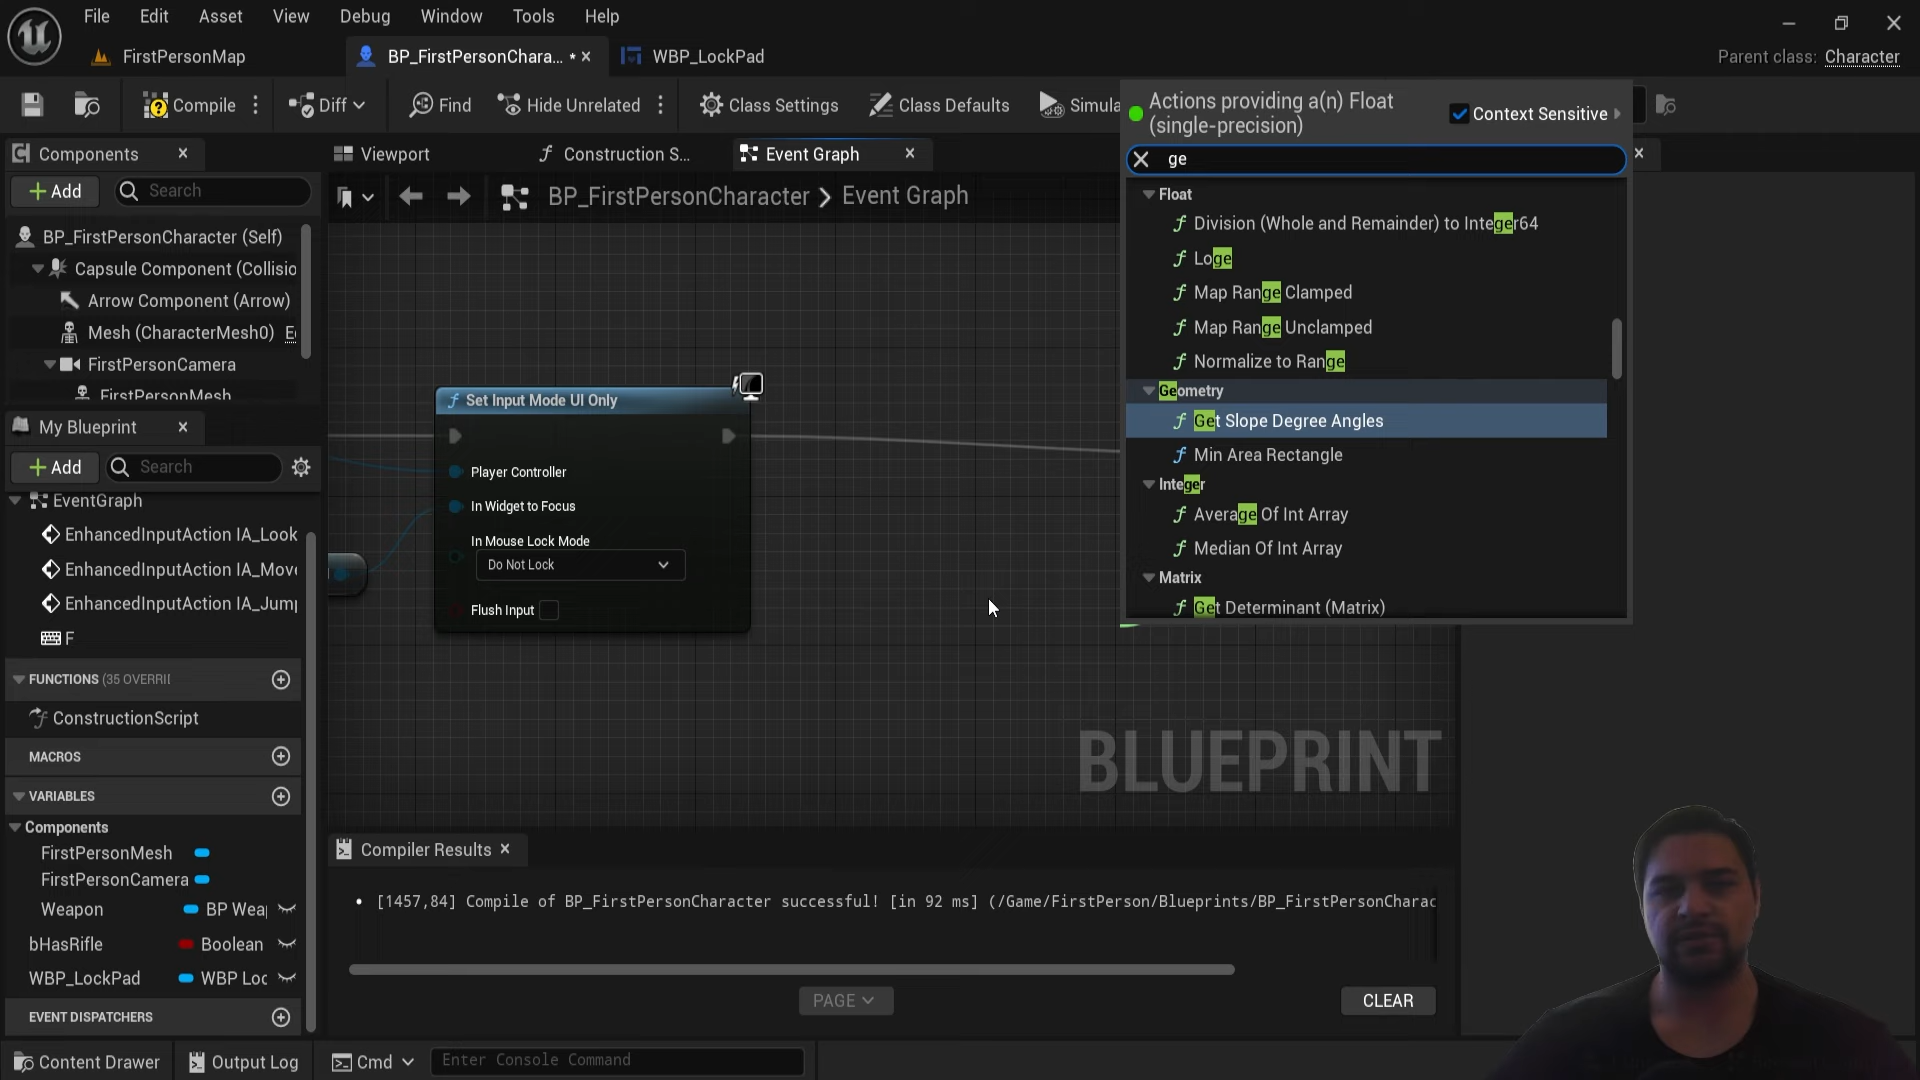 File Edit View Asset Debug Window Tools Help
FirstPersonMap
BP_FirstPersonChara... *
WBP_LockPad
Parent class: Character
Compile
Diff
Find
Hide Unrelated
Class Settings
Class Defaults
Simula
Actions providing a(n) Float
(single-precision)
Context Sensitive
ge
Float
Division (Whole and Remainder) to Integer64
Loge
Map Range Clamped
Map Range Unclamped
Normalize to Range
Geometry
Get Slope Degree Angles
Min Area Rectangle
Integer
Average Of Int Array
Median Of Int Array
Matrix
Get Determinant (Matrix)
Components
Add
Search
BP_FirstPersonCharacter (Self)
Capsule Component (Collisio
Arrow Component (Arrow)
Mesh (CharacterMesh0)
FirstPersonCamera
FirstPersonMesh
Viewport
Construction S...
Event Graph
BP_FirstPersonCharacter > Event Graph
Set Input Mode UI Only
Player Controller
In Widget to Focus
In Mouse Lock Mode
Do Not Lock
Flush Input
BLUEPRINT
My Blueprint
Add
Search
EventGraph
EnhancedInputAction IA_Look
EnhancedInputAction IA_Move
EnhancedInputAction IA_Jump
F
FUNCTIONS (35 OVERRI
ConstructionScript
MACROS
VARIABLES
Components
FirstPersonMesh
FirstPersonCamera
Weapon BP Wea
bHasRifle Boolean
WBP_LockPad WBP Loc
EVENT DISPATCHERS
Compiler Results
[1457,84] Compile of BP_FirstPersonCharacter successful! [in 92 ms] (/Game/FirstPerson/Blueprints/BP_FirstPersonCharac
PAGE
CLEAR
Content Drawer
Output Log
Cmd
Enter Console Command